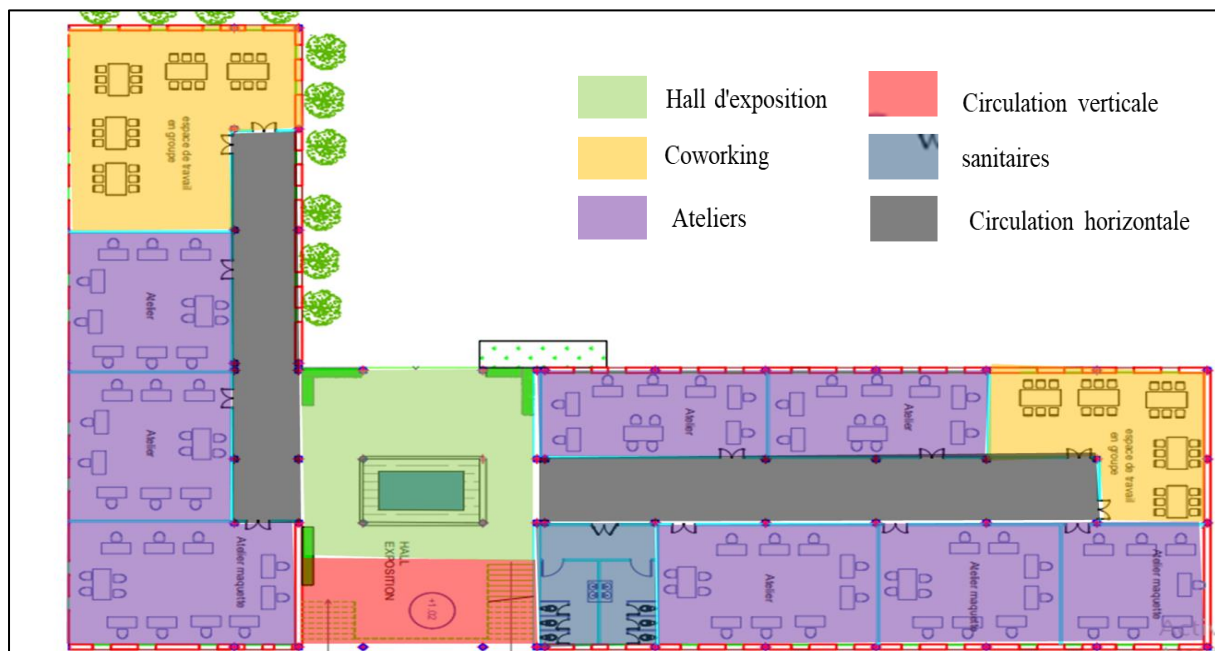 Hall d'exposition
Coworking
Ateliers
Circulation verticale
sanitaires
Circulation horizontale
espace de travail
en groupe
Atelier
Atelier
Atelier maquette
HALL
EXPOSITION
+1.02
Atelier
Atelier
espace de travail
en groupe
Atelier
Atelier maquette
Atelier maquette